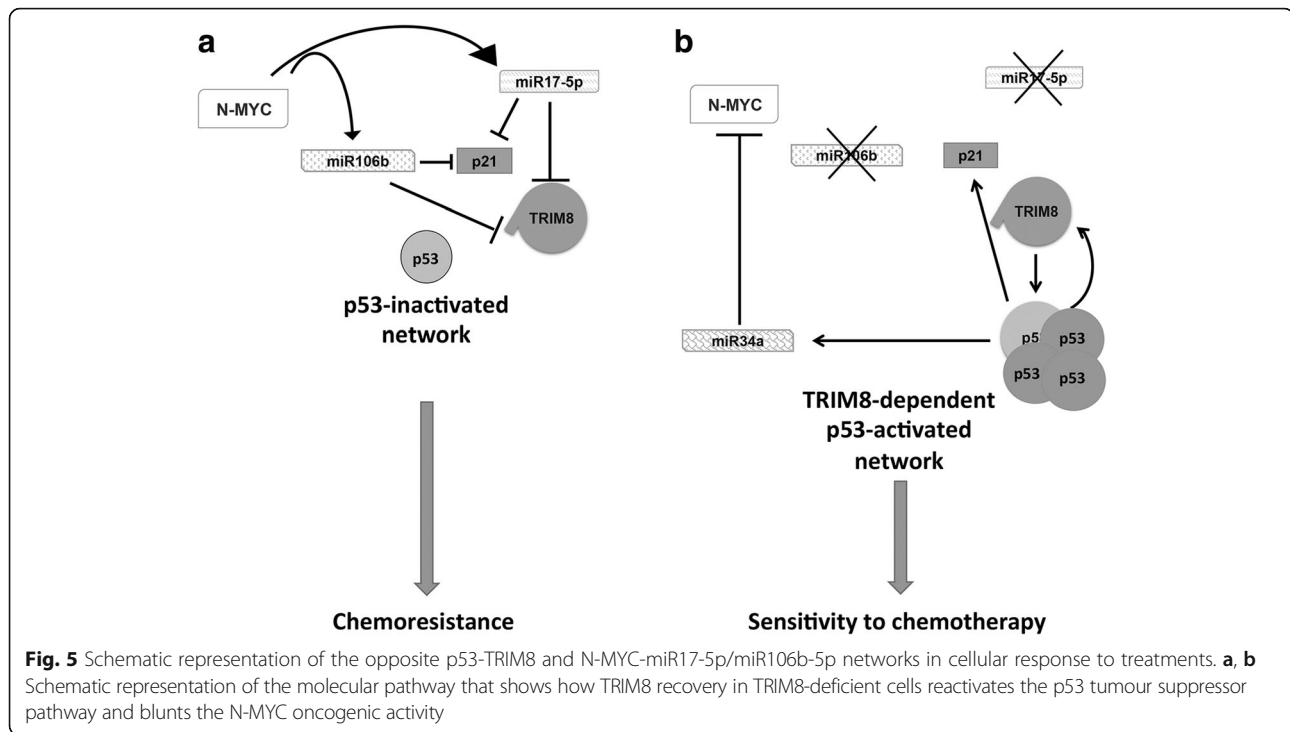 a
N-MYC
miR17-5p
miR106b
p21
TRIM8
p53
p53-inactivated
network
Chemoresistance
b
N-MYC
miR17-5p
miR106b
p21
TRIM8
p5
p53
p53
p53
miR34a
TRIM8-dependent
p53-activated
network
Sensitivity to chemotherapy
Fig. 5 Schematic representation of the opposite p53-TRIM8 and N-MYC-miR17-5p/miR106b-5p networks in cellular response to treatments. a, b
Schematic representation of the molecular pathway that shows how TRIM8 recovery in TRIM8-deficient cells reactivates the p53 tumour suppressor
pathway and blunts the N-MYC oncogenic activity